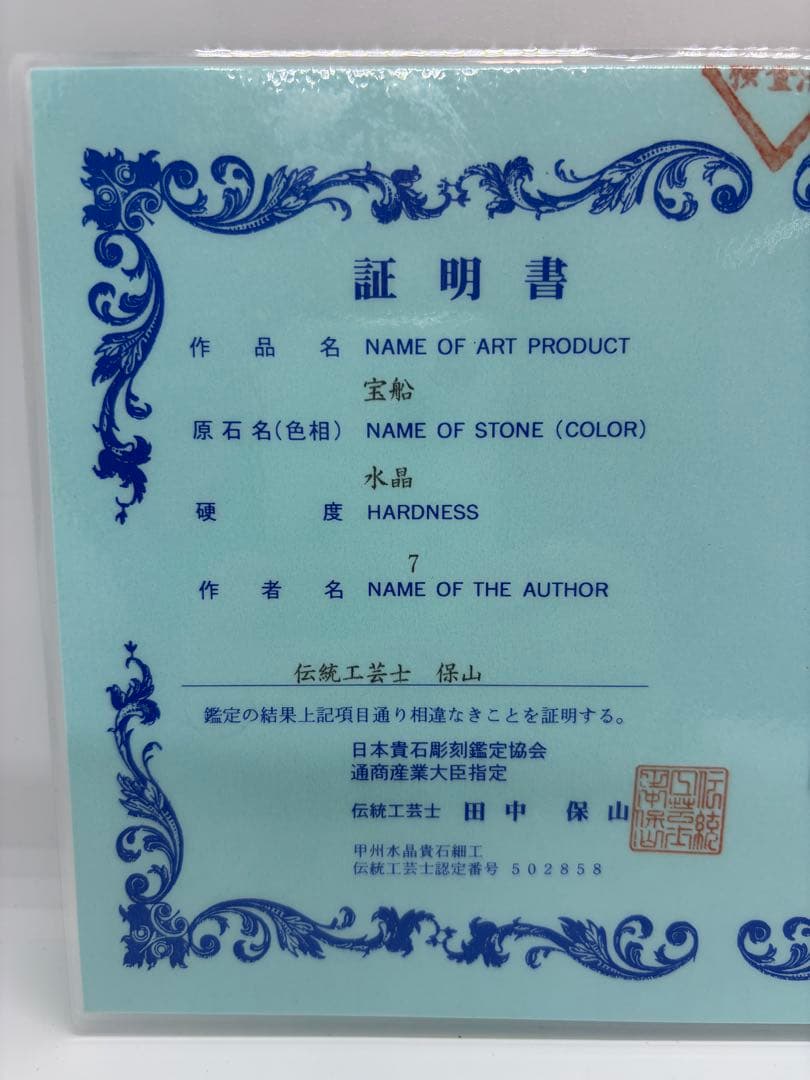 証明書
作品名 NAME OF ART PRODUCT
宝船
原石名(色相) NAME OF STONE (COLOR)
水晶
硬度 HARDNESS
7
作者名 NAME OF THE AUTHOR
伝統工芸士 保山
鑑定の結果上記項目通り相違なきことを証明する。
日本貴石彫刻鑑定協会
通商産業大臣指定
伝統工芸士 田中 保山
甲州水晶貴石細工
伝統工芸士認定番号 502858